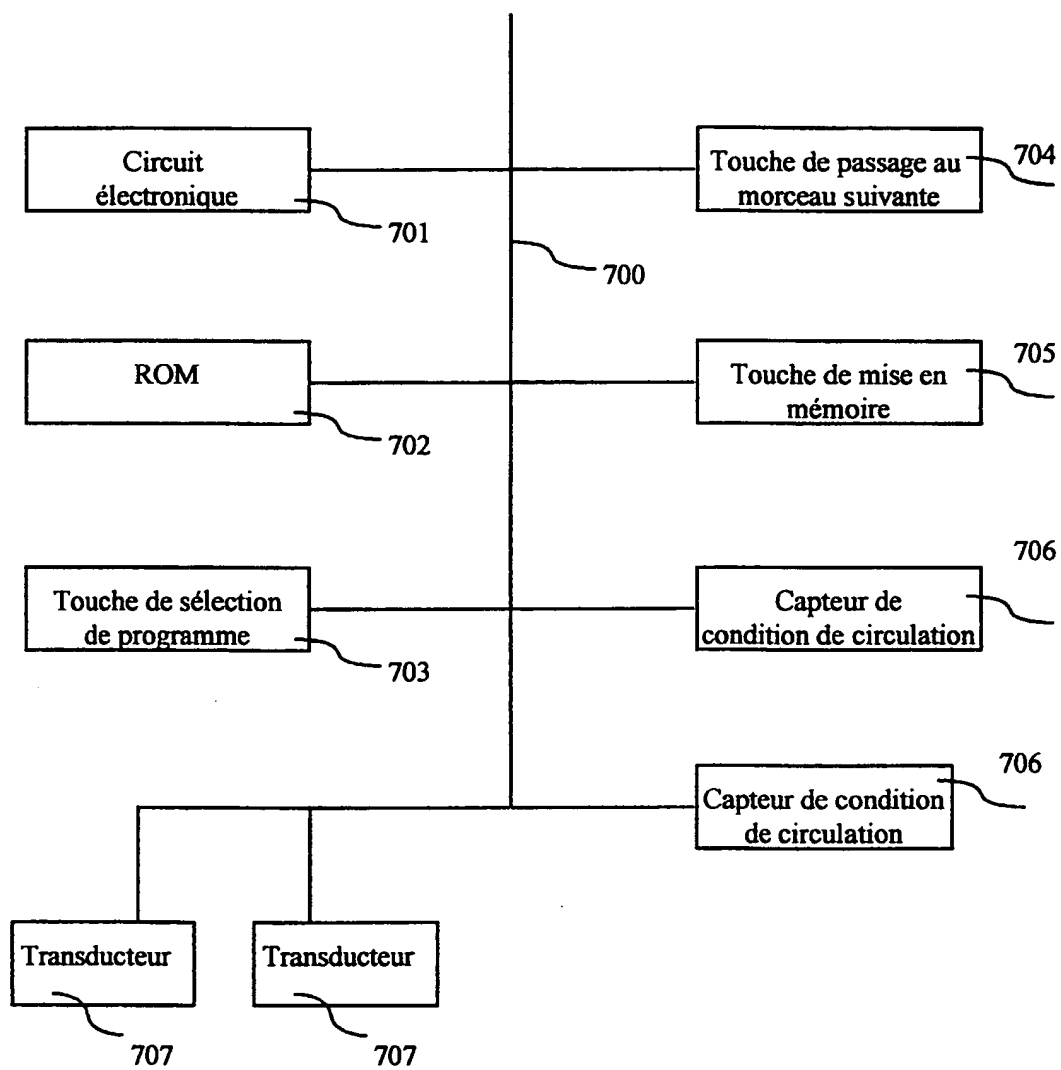 Circuit
électronique
701
Touche de passage au
morceau suivante
704
700
ROM
702
Touche de mise en
mémoire
705
Touche de sélection
de programme
703
Capteur de
condition de circulation
706
Capteur de condition
de circulation
706
Transducteur
707
Transducteur
707